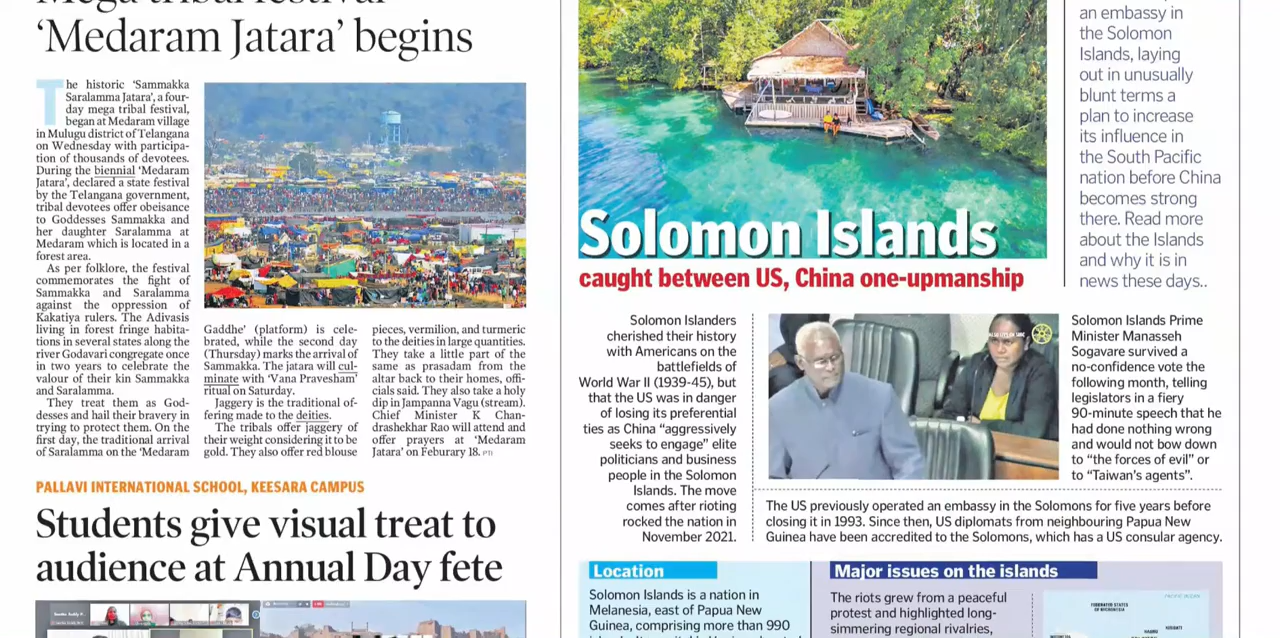 Mega tribal festival
‘Medaram Jatara’ begins
The historic ‘Sammakka
Saralamma Jatara’, a four-
day mega tribal festival,
began at Medaram village
in Mulugu district of Telangana
on Wednesday with participa-
tion of thousands of devotees.
During the biennial ‘Medaram
Jatara’, declared a state festival
by the Telangana government,
tribal devotees offer obeisance
to Goddesses Sammakka and
her daughter Saralamma at
Medaram which is located in a
forest area.
As per folklore, the festival
commemorates the fight of
Sammakka and Saralamma
against the oppression of
Kakatiya rulers. The Adivasis
living in forest fringe habita-
tions in several states along the
river Godavari congregate once
in two years to celebrate the
valour of their kin Sammakka
and Saralamma.
They treat them as God-
desses and hail their bravery in
trying to protect them. On the
first day, the traditional arrival
of Saralamma on the ‘Medaram
Gaddhe’ (platform) is cele-
brated, while the second day
(Thursday) marks the arrival of
Sammakka. The jatara will cul-
minate with ‘Vana Pravesham’
ritual on Saturday.
Jaggery is the traditional of-
fering made to the deities.
The tribals offer jaggery of
their weight considering it to be
gold. They also offer red blouse
pieces, vermilion, and turmeric
to the deities in large quantities.
They take a little part of the
same as prasadam from the
altar back to their homes, offi-
cials said. They also take a holy
dip in Jampanna Vagu (stream).
Chief Minister K Chan-
drashekhar Rao will attend and
offer prayers at ‘Medaram
Jatara’ on Feburary 18. PTI
PALLAVI INTERNATIONAL SCHOOL, KEESARA CAMPUS
Students give visual treat to
audience at Annual Day fete
an embassy in
the Solomon
Islands, laying
out in unusually
blunt terms a
plan to increase
its influence in
the South Pacific
nation before China
becomes strong
there. Read more
about the Islands
and why it is in
news these days..
Solomon Islands
caught between US, China one-upmanship
Solomon Islanders
cherished their history
with Americans on the
battlefields of
World War II (1939-45), but
that the US was in danger
of losing its preferential
ties as China “aggressively
seeks to engage” elite
politicians and business
people in the Solomon
Islands. The move
comes after rioting
rocked the nation in
November 2021.
Solomon Islands Prime
Minister Manasseh
Sogavare survived a
no-confidence vote the
following month, telling
legislators in a fiery
90-minute speech that he
had done nothing wrong
and would not bow down
to “the forces of evil” or
to “Taiwan’s agents”.
The US previously operated an embassy in the Solomons for five years before
closing it in 1993. Since then, US diplomats from neighbouring Papua New
Guinea have been accredited to the Solomons, which has a US consular agency.
Location
Solomon Islands is a nation in
Melanesia, east of Papua New
Guinea, comprising more than 990
Major issues on the islands
The riots grew from a peaceful
protest and highlighted long-
simmering regional rivalries,
PACIFIC OCEAN
FEDERATED STATES
OF MICRONESIA